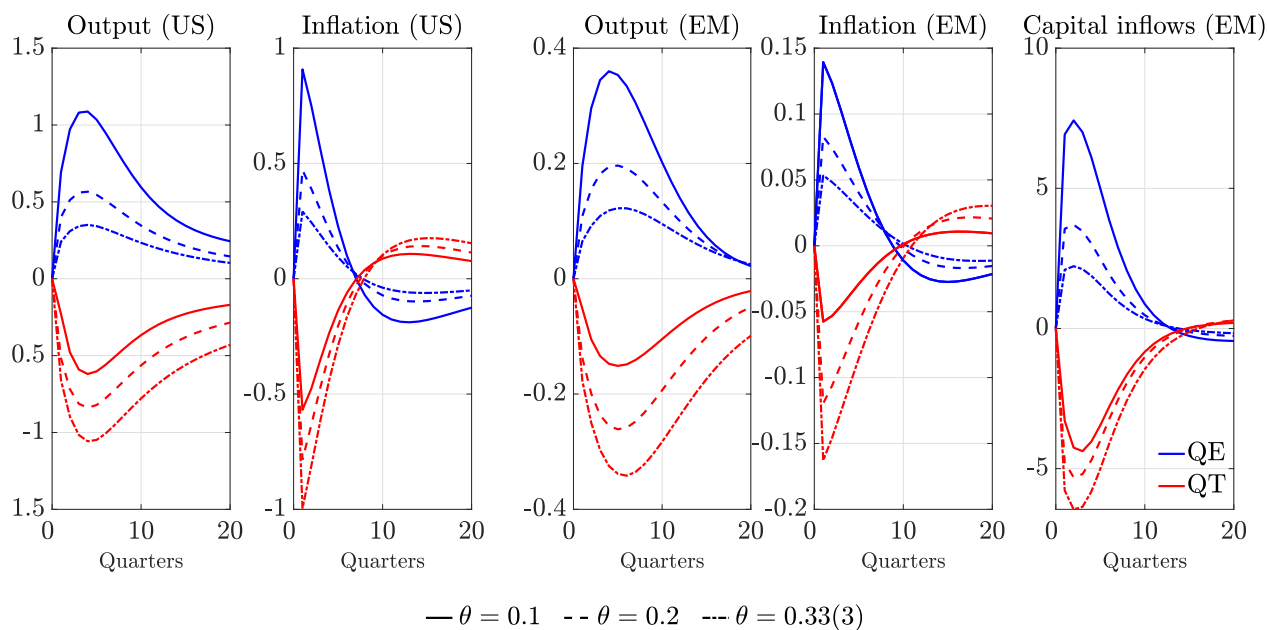 Output (US)
Inflation (US)
Output (EM)
Inflation (EM)
Capital inflows (EM)
1.5
1
0.5
0
0.5
-1
1.5
0 10 20
Quarters
1
0.5
0
-0.5
-1
0 10 20
Quarters
0.4
0.2
0
-0.2
-0.4
0 10 20
Quarters
0.15
0.1
0.05
0
-0.05
-0.1
-0.15
-0.2
0 10 20
Quarters
10
5
0
-5
0 10 20
Quarters
QE
QT
θ = 0.1 θ = 0.2 θ = 0.33(3)